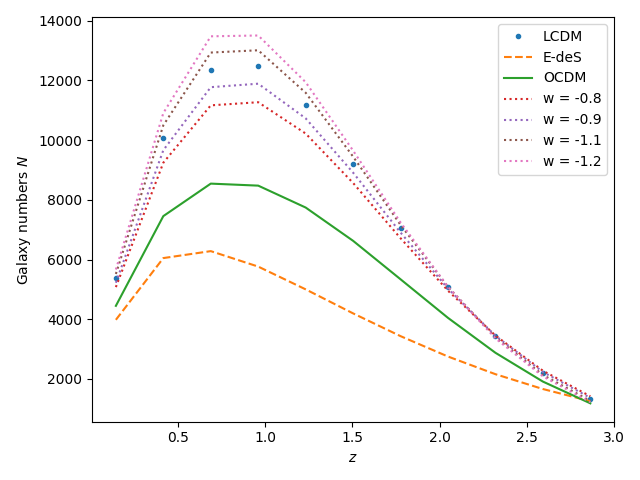 14000
12000
10000
8000
6000
4000
2000
Galaxy numbers N
0.5
1.0
1.5
2.0
2.5
3.0
z
LCDM
E-deS
OCDM
w = -0.8
w = -0.9
w = -1.1
w = -1.2